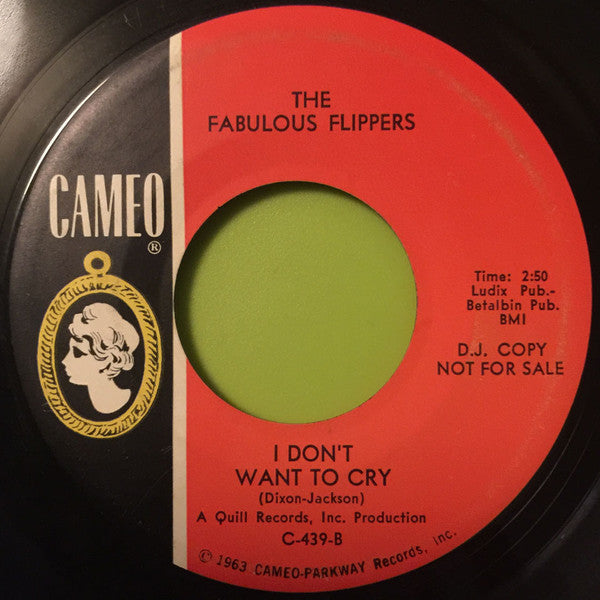 THE
FABULOUS FLIPPERS
CAMEO
®
Time: 2:50
Ludix Pub.-
Betalbin Pub.
BMI
D.J. COPY
NOT FOR SALE
I DON'T
WANT TO CRY
(Dixon-Jackson)
A Quill Records, Inc. Production
C-439-B
© 1963 CAMEO-PARKWAY Records, Inc.